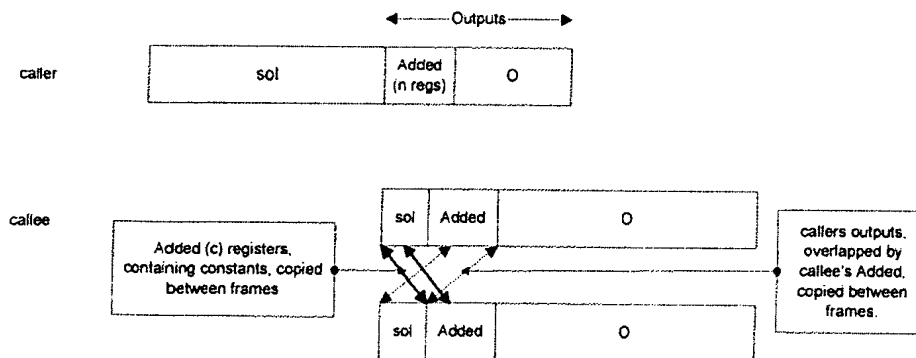 Outputs
caller
sol
Added
(n regs)
O
callee
sol
Added
O
Added (c) registers,
containing constants, copied
between frames
callers outputs,
overlapped by
callee's Added,
copied between
frames.
sol
Added
O